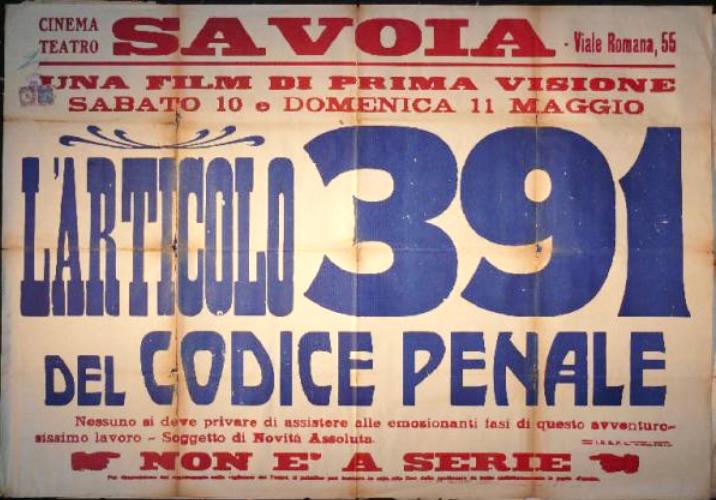 CINEMA TEATRO SAVOIA - Viale Romana, 55
UNA FILM DI PRIMA VISIONE
SABATO 10 e DOMENICA 11 MAGGIO
L'ARTICOLO 391
DEL CODICE PENALE
Nessuno si deve privare di assistere alle emozionanti fasi di questo avventuro-
sissimo lavoro - Soggetto di Novità Assoluta.
NON E' A SERIE